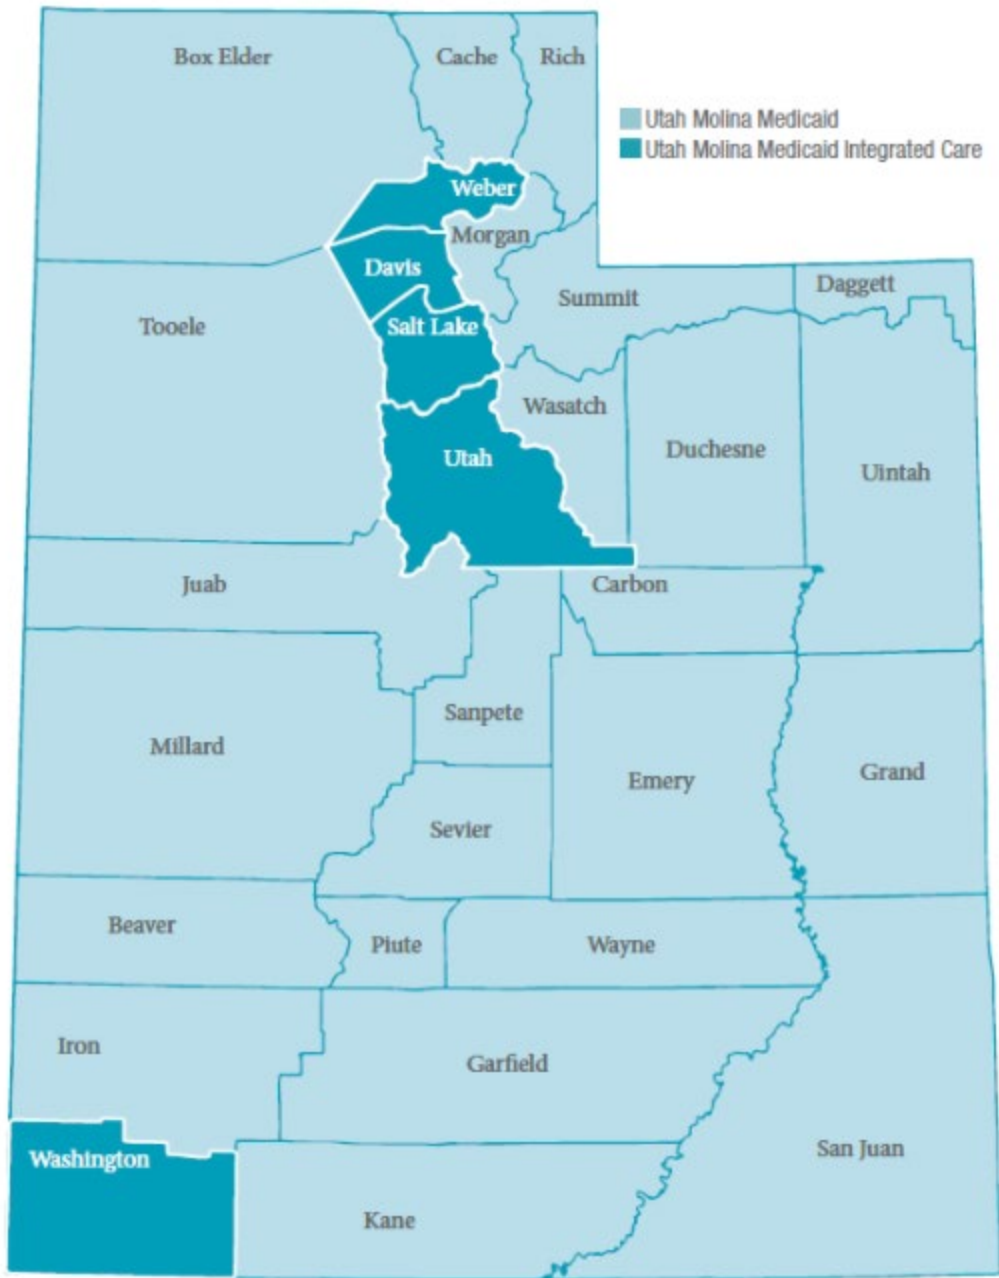 Box Elder
Cache
Rich
Utah Molina Medicaid
Utah Molina Medicaid Integrated Care
Weber
Morgan
Davis
Summit
Daggett
Tooele
Salt Lake
Wasatch
Duchesne
Utah
Uintah
Juab
Carbon
Sanpete
Millard
Emery
Grand
Sevier
Beaver
Piute
Wayne
Iron
Garfield
Washington
San Juan
Kane